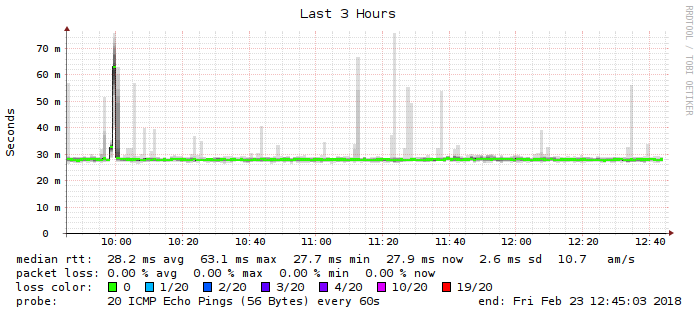 Last 3 Hours
RRDTOOL / TOBI OETIKER
Seconds
70 m
60 m
50 m
40 m
30 m
20 m
10 m
0
10:00 10:20 10:40 11:00 11:20 11:40 12:00 12:20 12:40
median rtt: 28.2 ms avg 63.1 ms max 27.7 ms min 27.9 ms now 2.6 ms sd 10.7 am/s
packet loss: 0.00 % avg 0.00 % max 0.00 % min 0.00 % now
loss color: 0 1/20 2/20 3/20 4/20 10/20 19/20
probe: 20 ICMP Echo Pings (56 Bytes) every 60s end: Fri Feb 23 12:45:03 2018